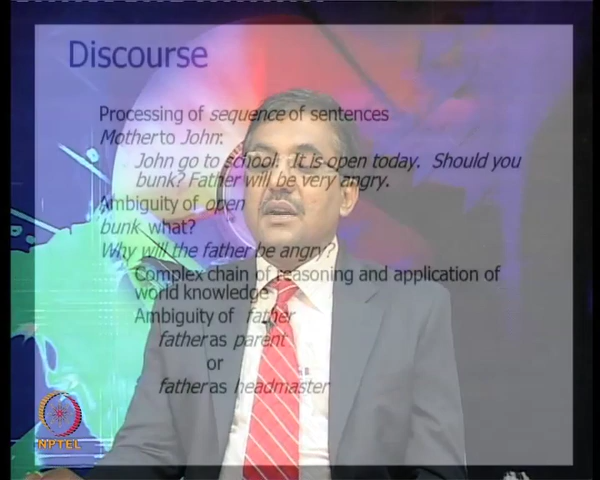 Discourse
Processing of sequence of sentences
Mother to John:
John go to school. It is open today. Should you
bunk? Father will be very angry.
Ambiguity of open
bunk what?
Why will the father be angry?
Complex chain of reasoning and application of
world knowledge
Ambiguity of father
father as parent
or
father as headmaster
NPTEL